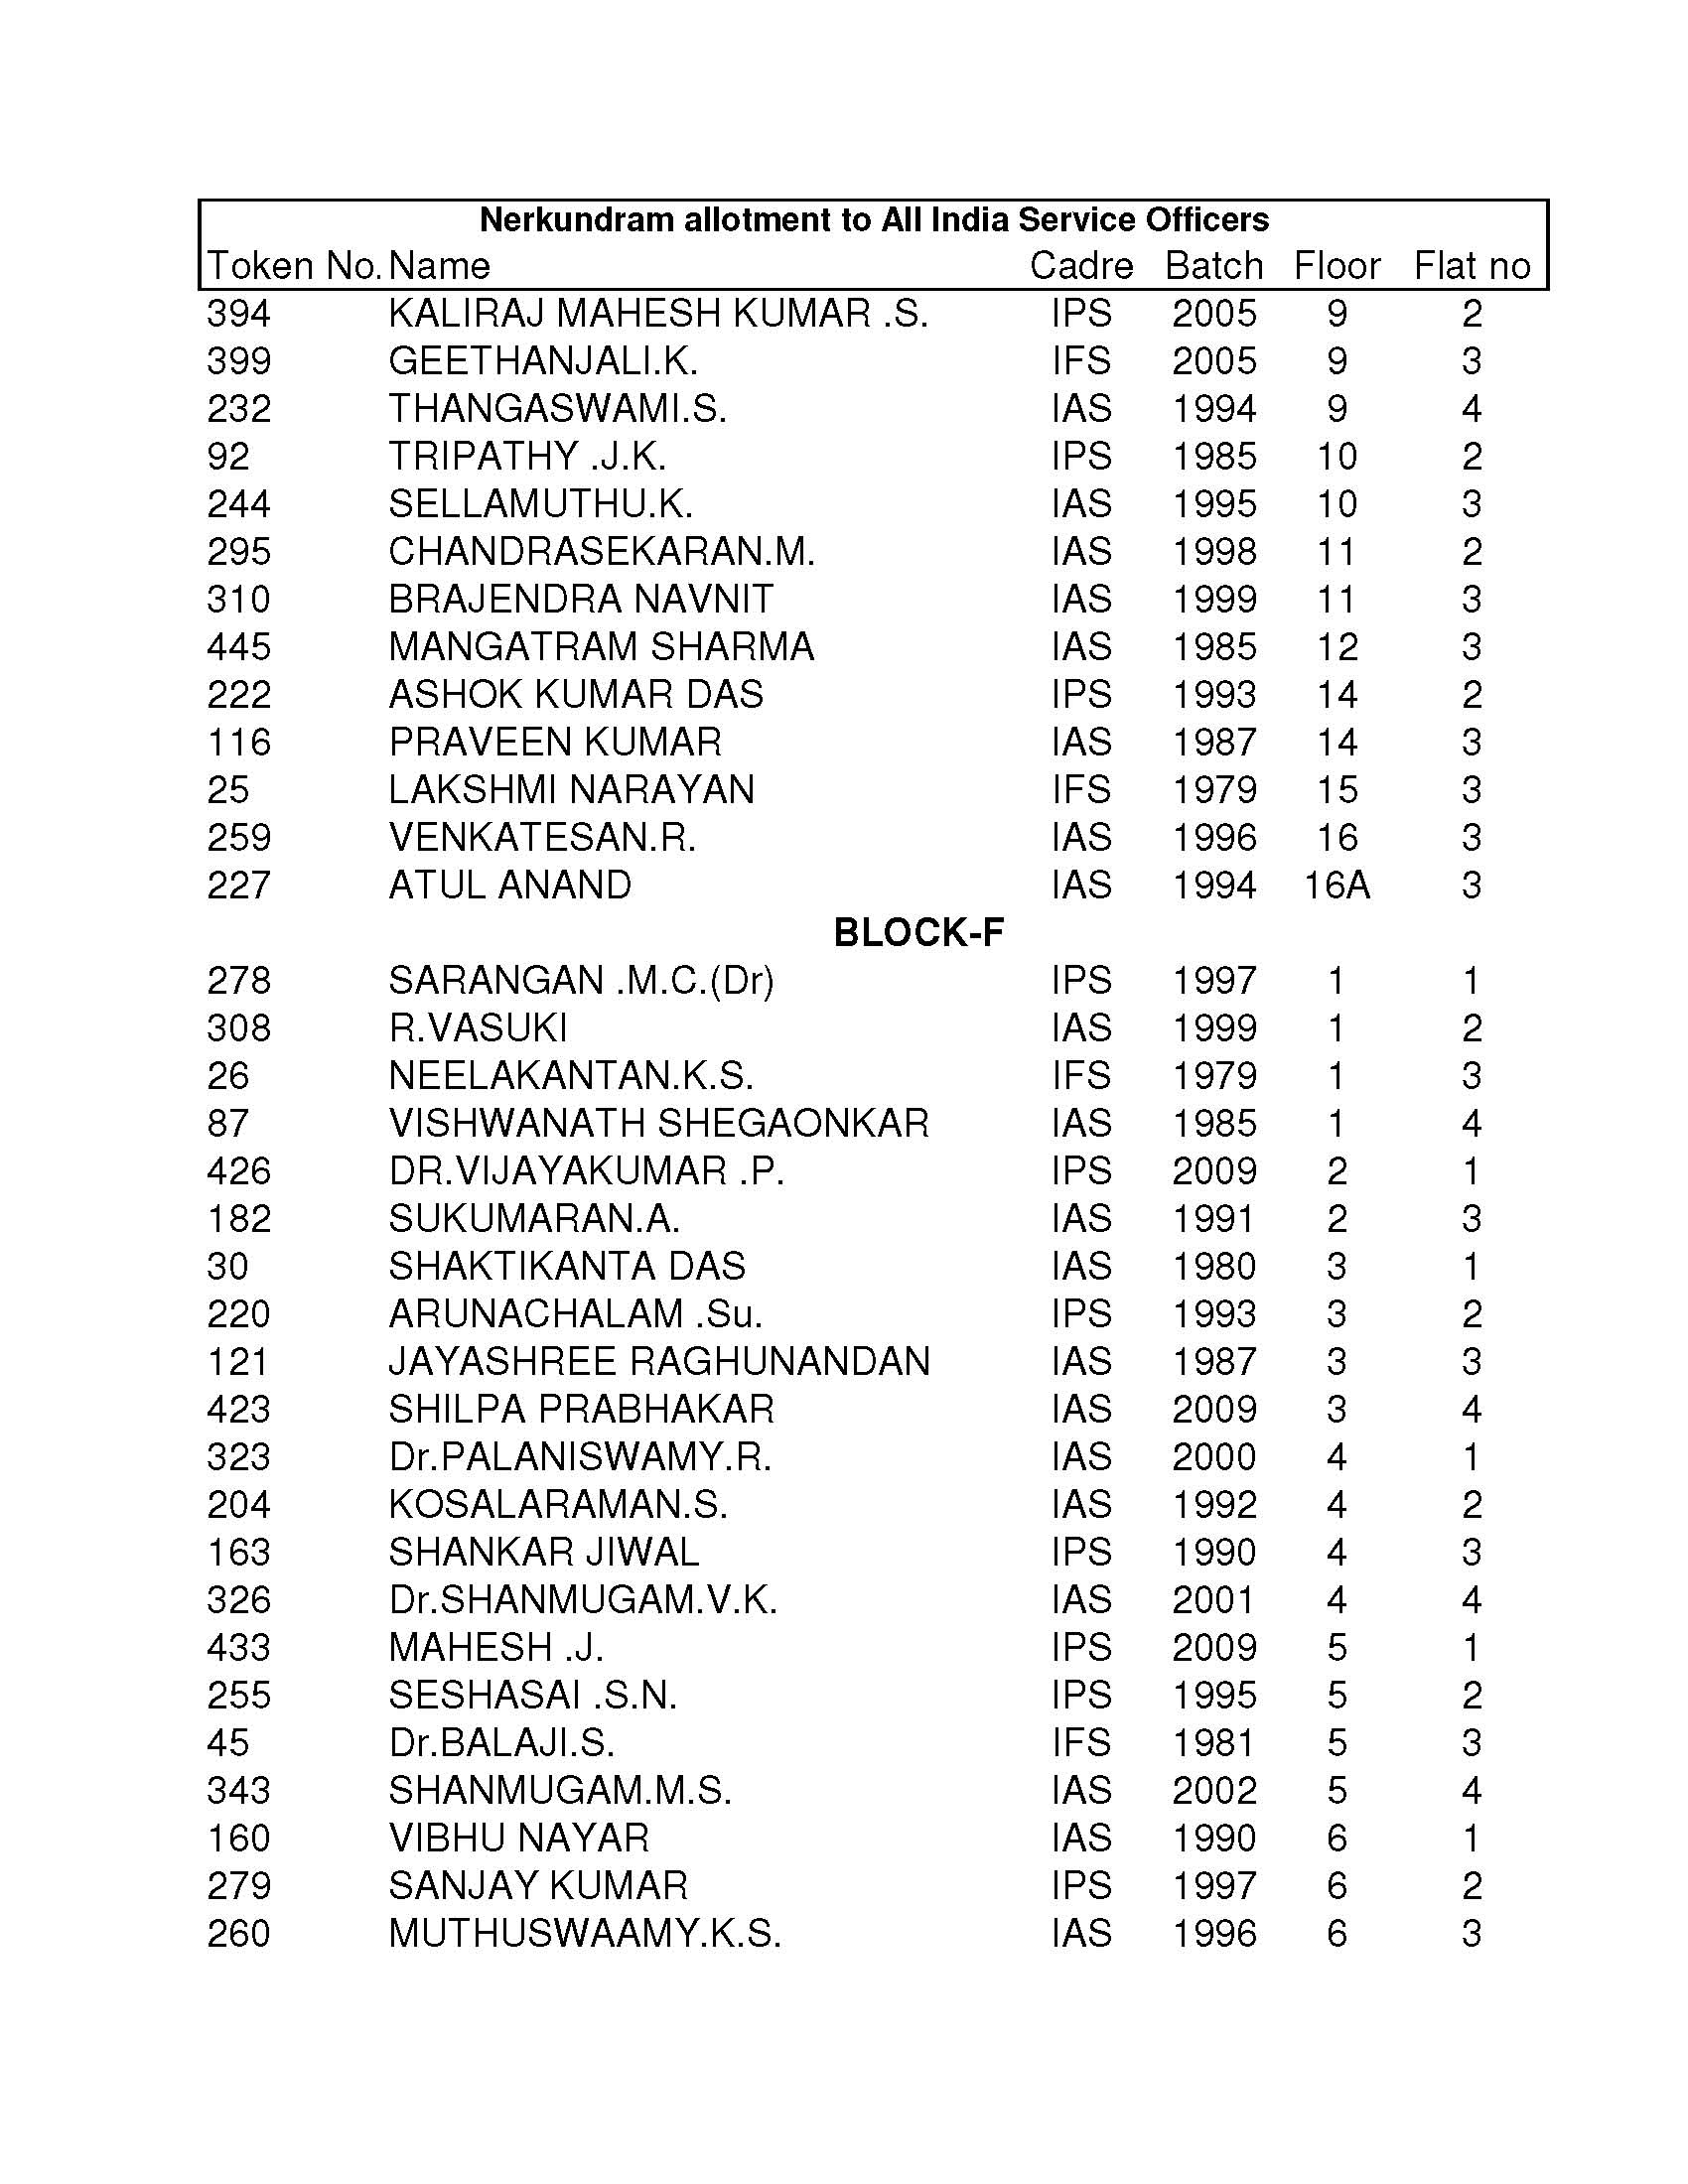 Nerkundram allotment to All India Service Officers
Token No. Name Cadre Batch Floor Flat no
394 KALIRAJ MAHESH KUMAR .S. IPS 2005 9 2
399 GEETHANJALI.K. IFS 2005 9 3
232 THANGASWAMI.S. IAS 1994 9 4
92 TRIPATHY .J.K. IPS 1985 10 2
244 SELLAMUTHU.K. IAS 1995 10 3
295 CHANDRASEKARAN.M. IAS 1998 11 2
310 BRAJENDRA NAVNIT IAS 1999 11 3
445 MANGATRAM SHARMA IAS 1985 12 3
222 ASHOK KUMAR DAS IPS 1993 14 2
116 PRAVEEN KUMAR IAS 1987 14 3
25 LAKSHMI NARAYAN IFS 1979 15 3
259 VENKATESAN.R. IAS 1996 16 3
227 ATUL ANAND IAS 1994 16A 3
BLOCK-F
278 SARANGAN .M.C.(Dr) IPS 1997 1 1
308 R.VASUKI IAS 1999 1 2
26 NEELAKANTAN.K.S. IFS 1979 1 3
87 VISHWANATH SHEGAONKAR IAS 1985 1 4
426 DR.VIJAYAKUMAR .P. IPS 2009 2 1
182 SUKUMARAN.A. IAS 1991 2 3
30 SHAKTIKANTA DAS IAS 1980 3 1
220 ARUNACHALAM .Su. IPS 1993 3 2
121 JAYASHREE RAGHUNANDAN IAS 1987 3 3
423 SHILPA PRABHAKAR IAS 2009 3 4
323 Dr.PALANISWAMY.R. IAS 2000 4 1
204 KOSALARAMAN.S. IAS 1992 4 2
163 SHANKAR JIWAL IPS 1990 4 3
326 Dr.SHANMUGAM.V.K. IAS 2001 4 4
433 MAHESH .J. IPS 2009 5 1
255 SESHASAI .S.N. IPS 1995 5 2
45 Dr.BALAJI.S. IFS 1981 5 3
343 SHANMUGAM.M.S. IAS 2002 5 4
160 VIBHU NAYAR IAS 1990 6 1
279 SANJAY KUMAR IPS 1997 6 2
260 MUTHUSWAAMY.K.S. IAS 1996 6 3